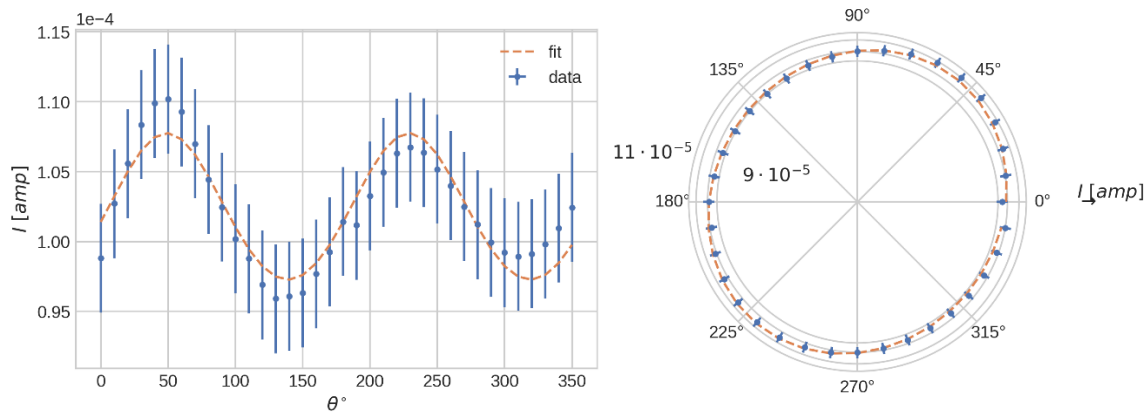 1e−4
1.15
1.10
1.05
1.00
0.95
I [amp]
0 50 100 150 200 250 300 350
θ°
fit
data
90°
135° 45°
11 · 10⁻⁵
9 · 10⁻⁵
180° 0° I [amp]
→
225° 315°
270°